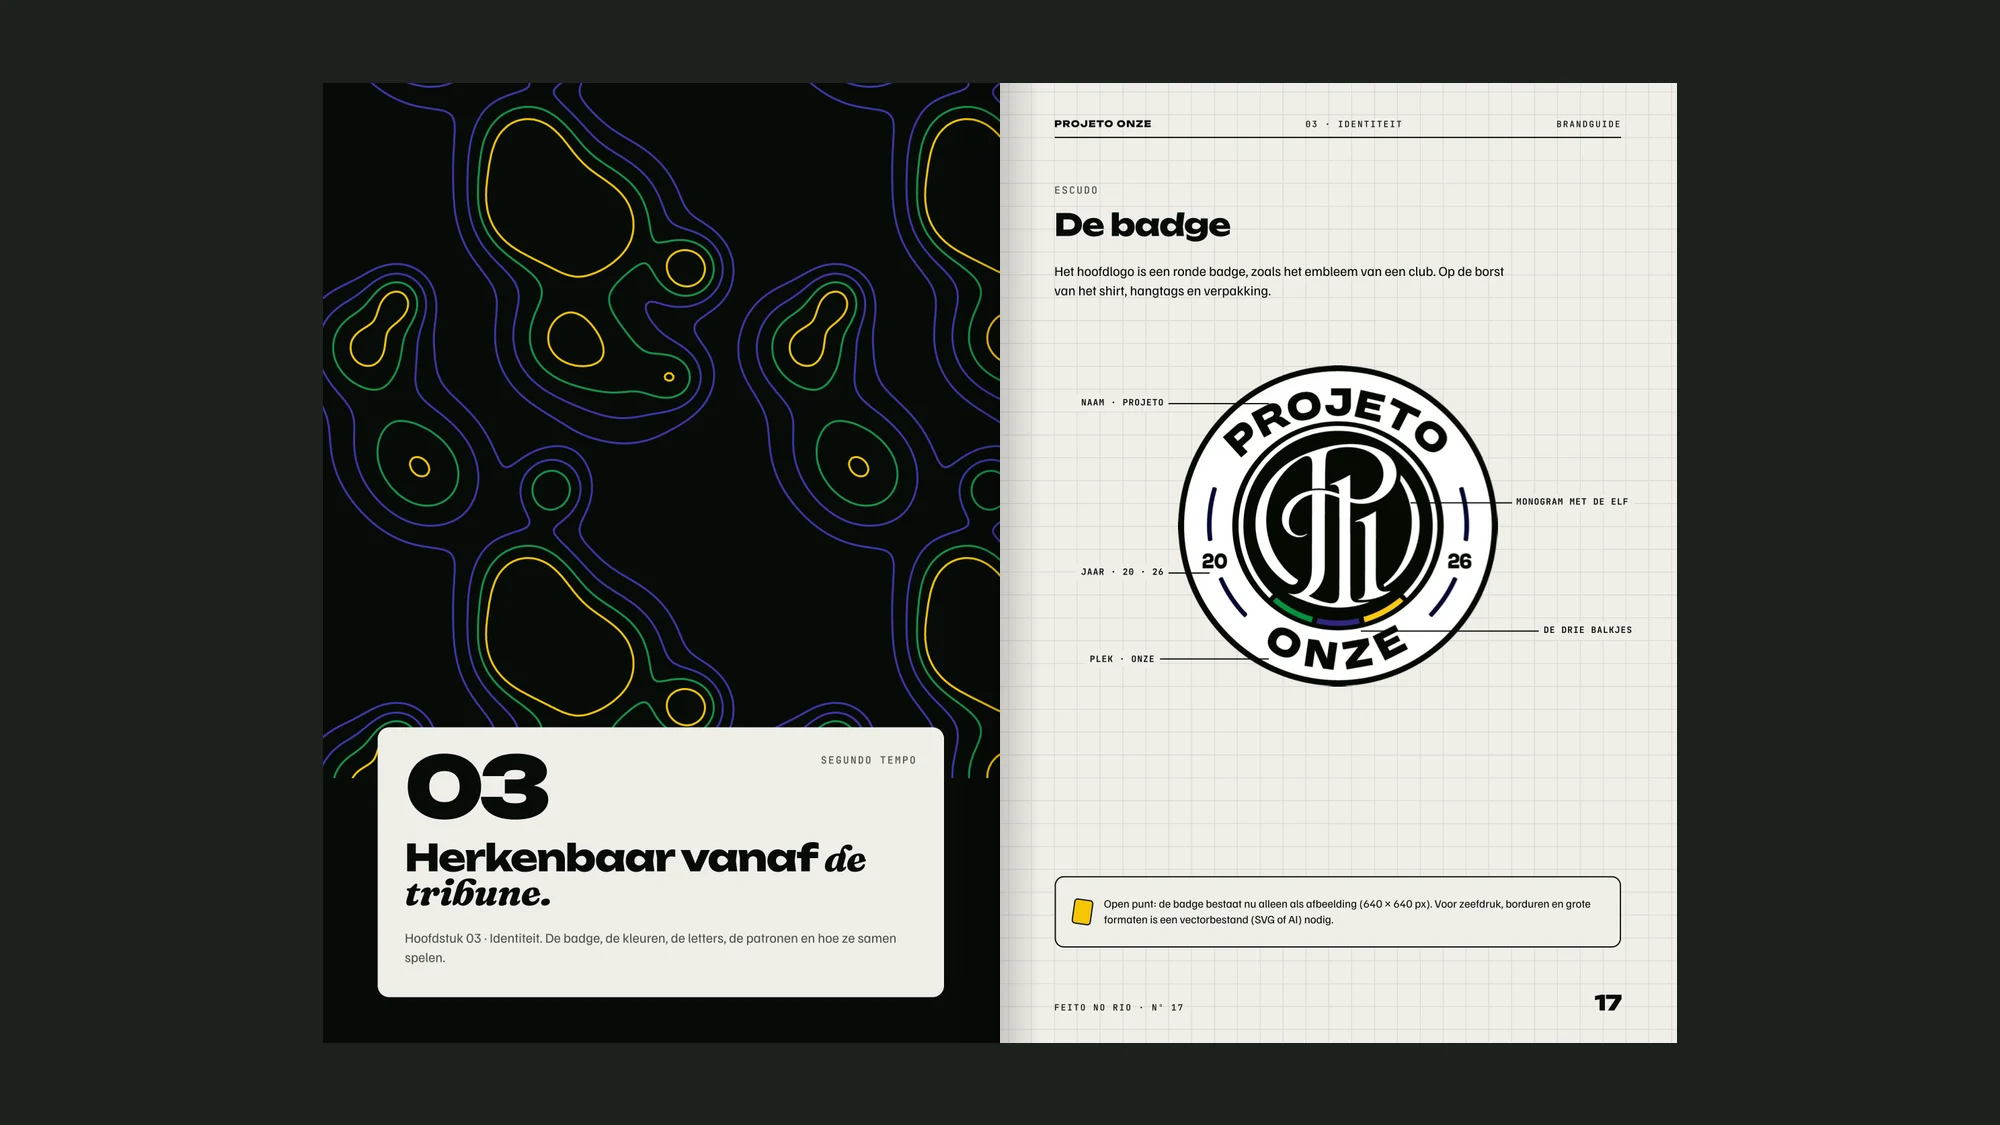 03
SEGUNDO TEMPO
Herkenbaar vanaf de
tribune.
Hoofdstuk 03 · Identiteit. De badge, de kleuren, de letters, de patronen en hoe ze samen
spelen.
PROJETO ONZE
03 · IDENTITEIT
BRANDGUIDE
ESCUDO
De badge
Het hoofdlogo is een ronde badge, zoals het embleem van een club. Op de borst
van het shirt, hangtags en verpakking.
NAAM · PROJETO
PROJETO
MONOGRAM MET DE ELF
20
26
JAAR · 20 · 26
DE DRIE BALKJES
ONZE
PLEK · ONZE
Open punt: de badge bestaat nu alleen als afbeelding (640 × 640 px). Voor zeefdruk, borduren en grote
formaten is een vectorbestand (SVG of AI) nodig.
FEITO NO RIO · N° 17
17